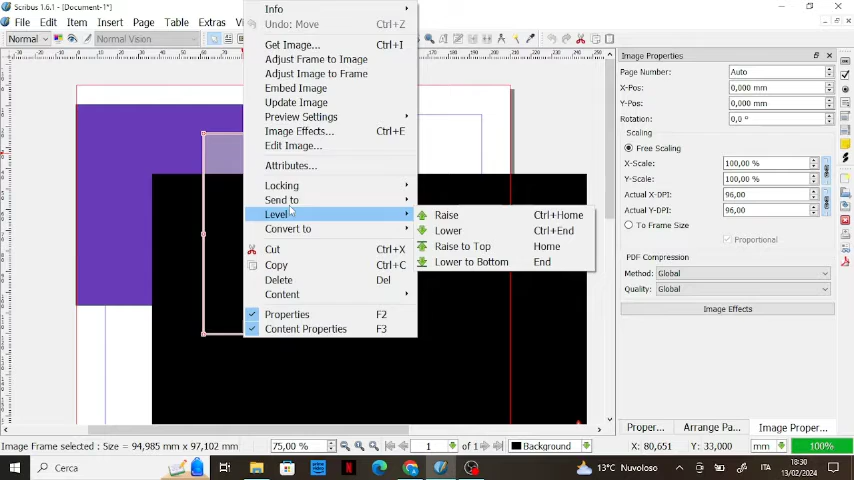 Scribus 1.6.1 - [Document-1*]
File Edit Item Insert Page Table Extras
Normal
Normal Vision
Info
Undo: Move Ctrl+Z
Get Image... Ctrl+I
Adjust Frame to Image
Adjust Image to Frame
Embed Image
Update Image
Preview Settings
Image Effects... Ctrl+E
Edit Image...
Attributes...
Locking
Send to
Level
Convert to
Cut Ctrl+X
Copy Ctrl+C
Delete Del
Content
Properties F2
Content Properties F3
Raise Ctrl+Home
Lower Ctrl+End
Raise to Top Home
Lower to Bottom End
Image Properties
Page Number: Auto
X-Pos: 0,000 mm
Y-Pos: 0,000 mm
Rotation: 0,0 °
Scaling
Free Scaling
X-Scale: 100,00 %
Y-Scale: 100,00 %
Actual X-DPI: 96,00
Actual Y-DPI: 96,00
To Frame Size
Proportional
PDF Compression
Method: Global
Quality: Global
Image Effects
Proper... Arrange Pa... Image Proper...
Image Frame selected : Size = 94,985 mm x 97,102 mm
75,00 %
1 of 1
Background
X: 80,651 Y: 33,000 mm 100%
Cerca
13°C Nuvoloso
ITA
18:30
13/02/2024